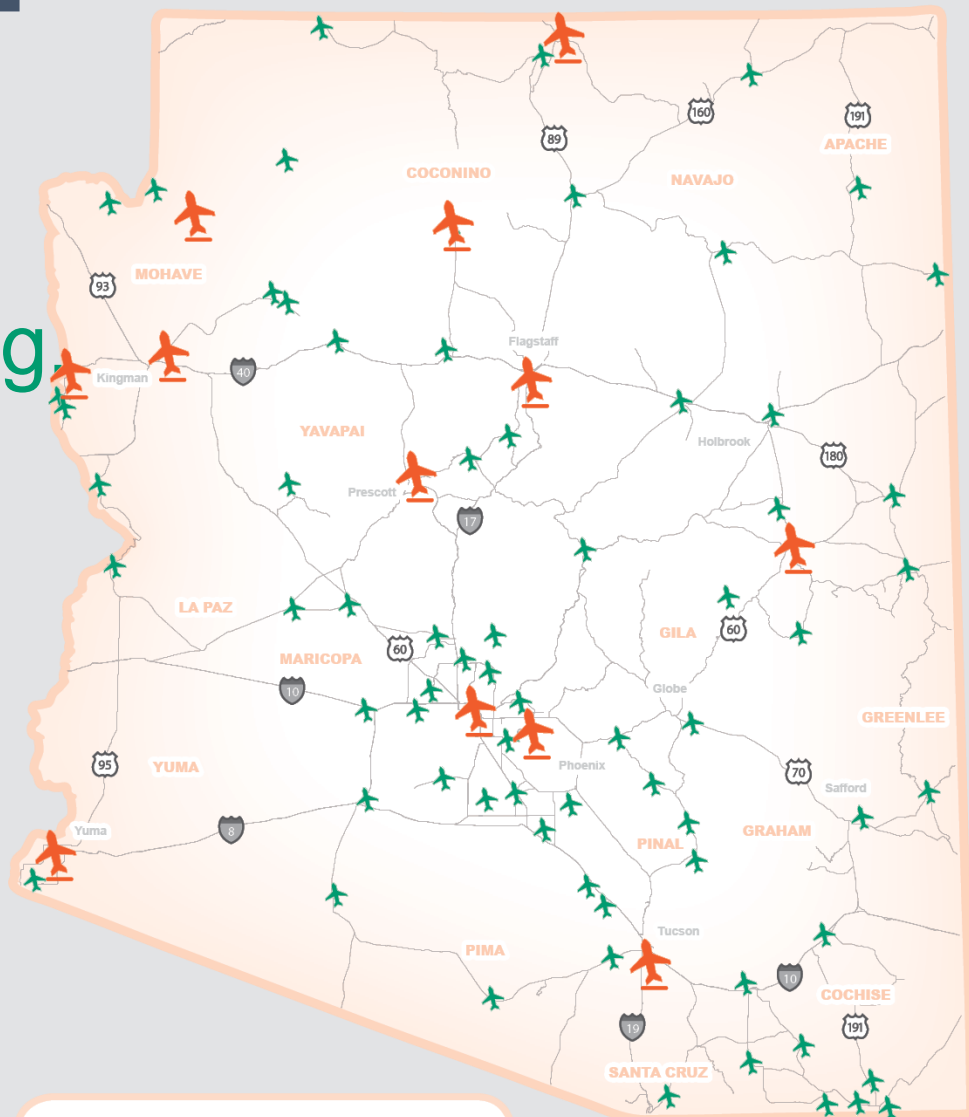 160
191
89
APACHE
COCONINO
NAVAJO
MOHAVE
93
g
Flagstaff
40
Kingman
YAVAPAI
Holbrook
180
Prescott
17
LA PAZ
GILA
60
60
MARICOPA
10
Globe
GREENLEE
95
YUMA
Phoenix
70
Safford
Yuma
8
PINAL
GRAHAM
Tucson
PIMA
10
COCHISE
19
191
SANTA CRUZ